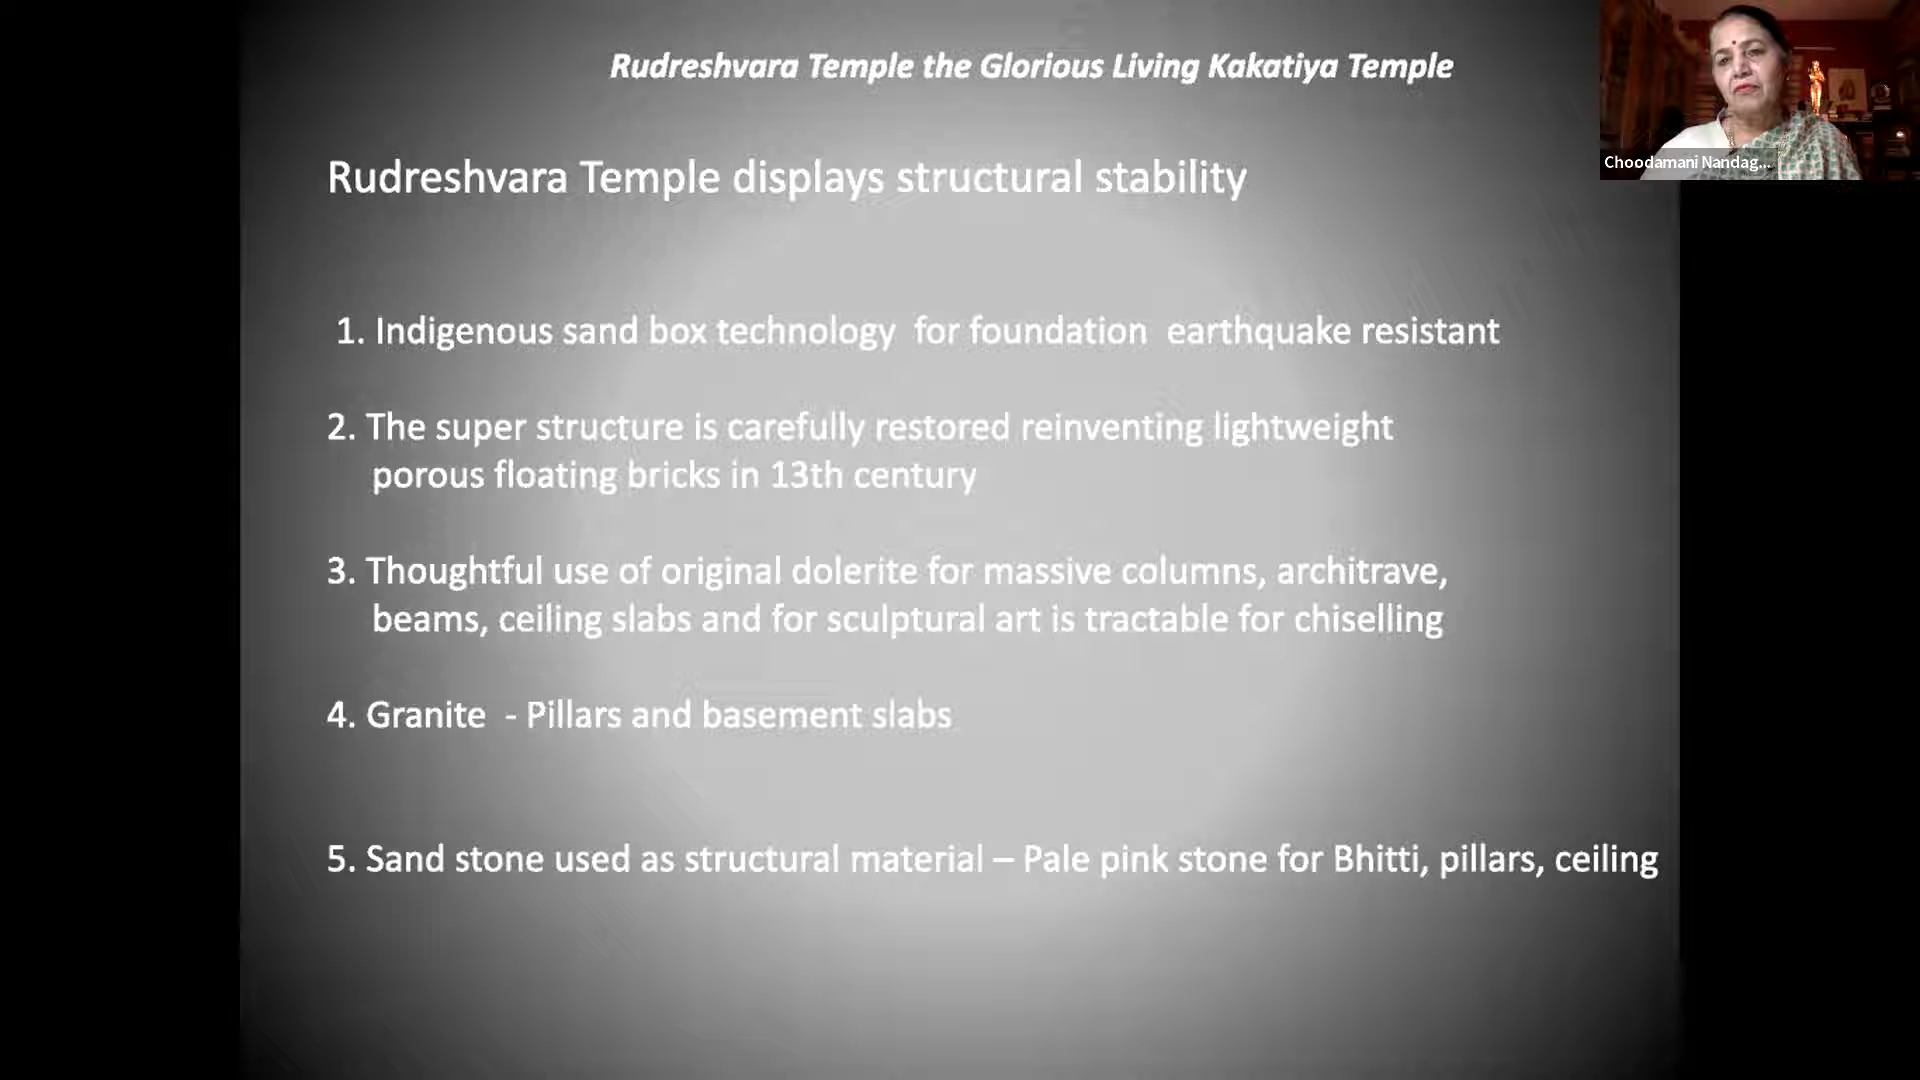 Rudreshvara Temple the Glorious Living Kakatiya Temple
Choodamani Nandag...
Rudreshvara Temple displays structural stability
1. Indigenous sand box technology for foundation earthquake resistant
2. The super structure is carefully restored reinventing lightweight
porous floating bricks in 13th century
3. Thoughtful use of original dolerite for massive columns, architrave,
beams, ceiling slabs and for sculptural art is tractable for chiselling
4. Granite - Pillars and basement slabs
5. Sand stone used as structural material – Pale pink stone for Bhitti, pillars, ceiling